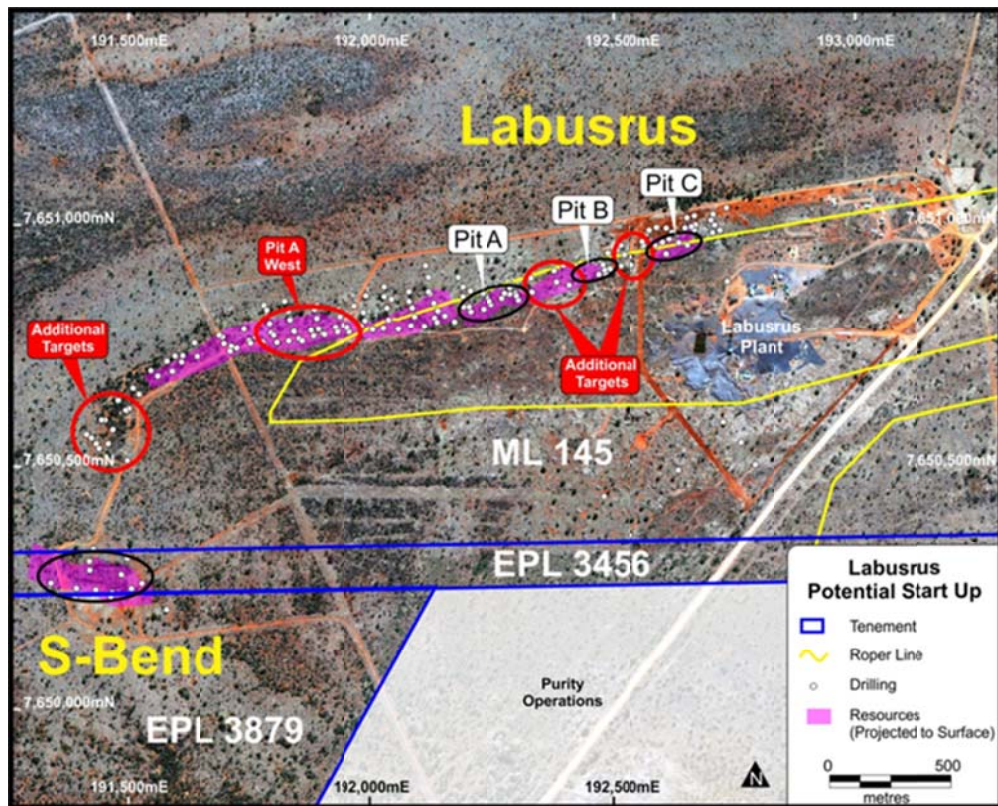 191,500mE
192,000mE
192,500mE
193,000mE
Labusrus
Pit C
7,651,000mN
7,651,000mN
Pit B
Pit A
Pit A
West
Additional
Targets
Labusrus
Plant
Additional
Targets
ML 145
7,650,500mN
7,650,500mN
EPL 3456
S-Bend
Purity
Operations
7,650,000mN
EPL 3879
191,500mE
192,000mE
192,500mE
Labusrus
Potential Start Up
Tenement
Roper Line
Drilling
Resources
(Projected to Surface)
0
500
metres
N